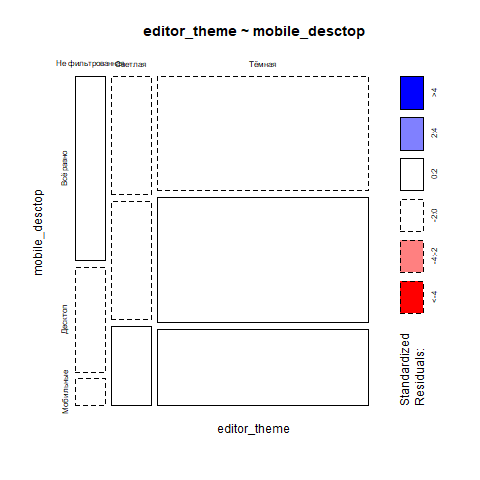 editor_theme ~ mobile_desctop
Не фильтрованная
Светлая
Тёмная
Всё равно
Десктоп
Мобильные
mobile_desctop
editor_theme
>4
2:4
0:2
-2:0
-4:-2
<-4
Standardized
Residuals: